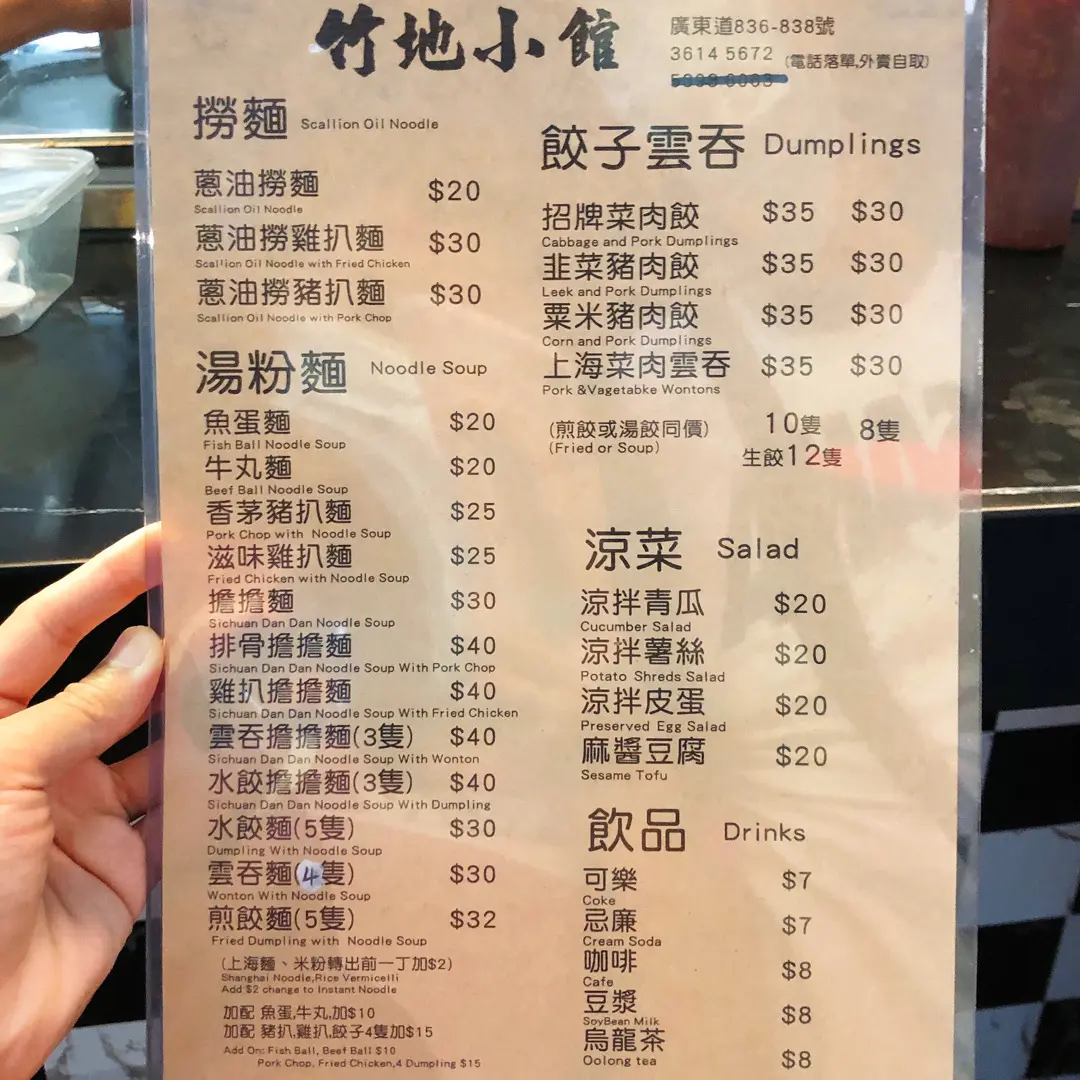 竹地小館
廣東道836-838號
3614 5672 (電話落單,外賣自取)
撈麵 Scallion Oil Noodle
蔥油撈麵 $20
Scallion Oil Noodle
蔥油撈雞扒麵 $30
Scallion Oil Noodle with Fried Chicken
蔥油撈豬扒麵 $30
Scallion Oil Noodle with Pork Chop
湯粉麵 Noodle Soup
魚蛋麵 $20
Fish Ball Noodle Soup
牛丸麵 $20
Beef Ball Noodle Soup
香茅豬扒麵 $25
Pork Chop with Noodle Soup
滋味雞扒麵 $25
Fried Chicken with Noodle Soup
擔擔麵 $30
Sichuan Dan Dan Noodle Soup
排骨擔擔麵 $40
Sichuan Dan Dan Noodle Soup With Pork Chop
雞扒擔擔麵 $40
Sichuan Dan Dan Noodle Soup With Fried Chicken
雲吞擔擔麵(3隻) $40
Sichuan Dan Dan Noodle Soup With Wonton
水餃擔擔麵(3隻) $40
Sichuan Dan Dan Noodle Soup With Dumpling
水餃麵(5隻) $30
Dumpling With Noodle Soup
雲吞麵(4隻) $30
Wonton With Noodle Soup
煎餃麵(5隻) $32
Fried Dumpling with Noodle Soup
(上海麵、米粉轉出前一丁加$2)
Shanghai Noodle,Rice Vermicelli
Add $2 change to Instant Noodle
加配 魚蛋,牛丸,加$10
加配 豬扒,雞扒,餃子4隻加$15
Add On: Fish Ball, Beef Ball $10
Pork Chop, Fried Chicken,4 Dumpling $15
餃子雲吞 Dumplings
招牌菜肉餃 $35 $30
Cabbage and Pork Dumplings
韭菜豬肉餃 $35 $30
Leek and Pork Dumplings
粟米豬肉餃 $35 $30
Corn and Pork Dumplings
上海菜肉雲吞 $35 $30
Pork &Vagetabke Wontons
(煎餃或湯餃同價) 10隻 8隻
(Fried or Soup) 生餃12隻
涼菜 Salad
涼拌青瓜 $20
Cucumber Salad
涼拌薯絲 $20
Potato Shreds Salad
涼拌皮蛋 $20
Preserved Egg Salad
麻醬豆腐 $20
Sesame Tofu
飲品 Drinks
可樂 $7
Coke
忌廉 $7
Cream Soda
咖啡 $8
Cafe
豆漿 $8
SoyBean Milk
烏龍茶 $8
Oolong tea